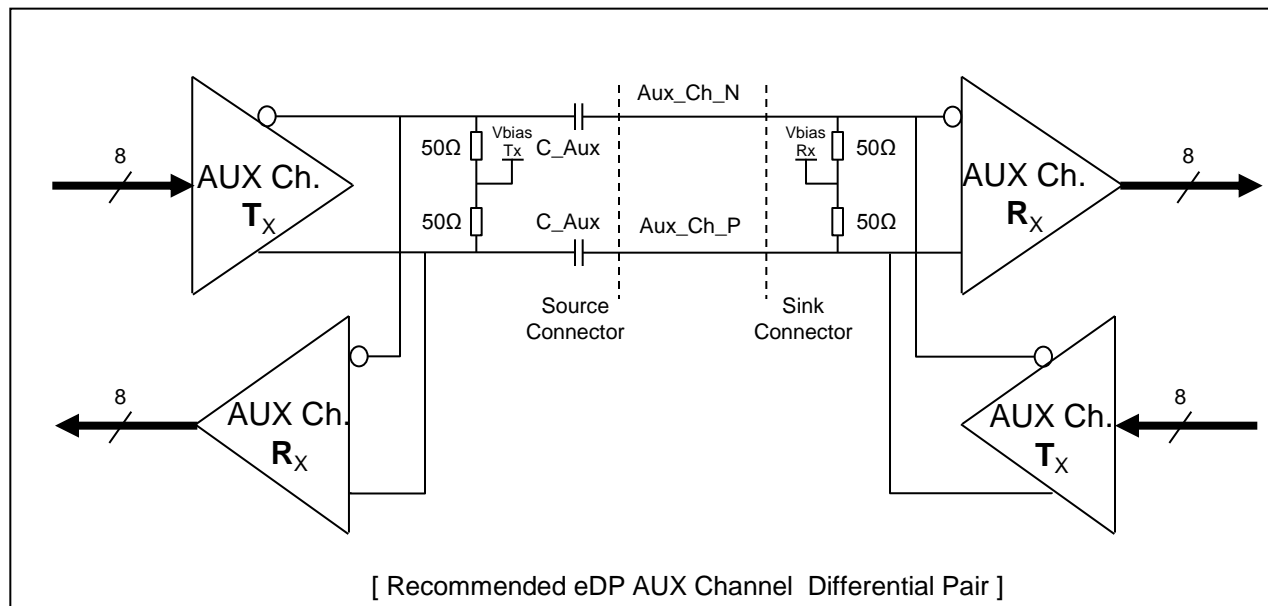 Aux_Ch_N
8
AUX Ch.
TX
50Ω
Vbias
Tx
C_Aux
Vbias
Rx
50Ω
AUX Ch.
RX
8
50Ω
C_Aux
Aux_Ch_P
50Ω
Source
Connector
Sink
Connector
8
AUX Ch.
RX
AUX Ch.
TX
8
[ Recommended eDP AUX Channel Differential Pair ]